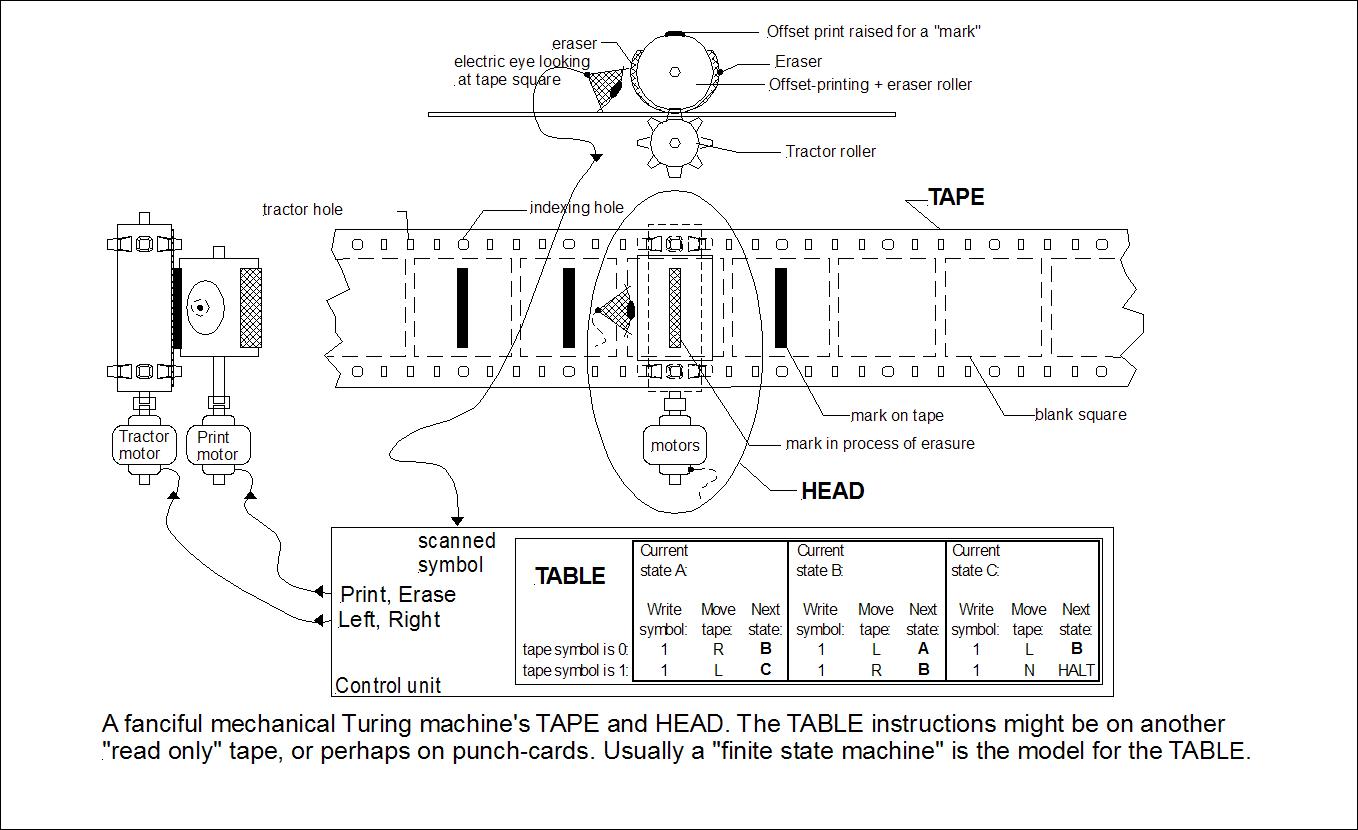 Offset print raised for a "mark"
eraser
electric eye looking
at tape square
Eraser
Offset-printing + eraser roller
Tractor roller
TAPE
tractor hole
indexing hole
mark on tape
blank square
mark in process of erasure
Tractor
motor
Print
motor
motors
HEAD
scanned
symbol
Print, Erase
Left, Right
Control unit
TABLE
Current Current Current
state A: state B: state C:
Write Move Next Write Move Next Write Move Next
symbol: tape: state: symbol: tape: state: symbol: tape: state:
tape symbol is 0: 1 R B 1 L A 1 L B
tape symbol is 1: 1 L C 1 R B 1 N HALT
A fanciful mechanical Turing machine's TAPE and HEAD. The TABLE instructions might be on another
"read only" tape, or perhaps on punch-cards. Usually a "finite state machine" is the model for the TABLE.